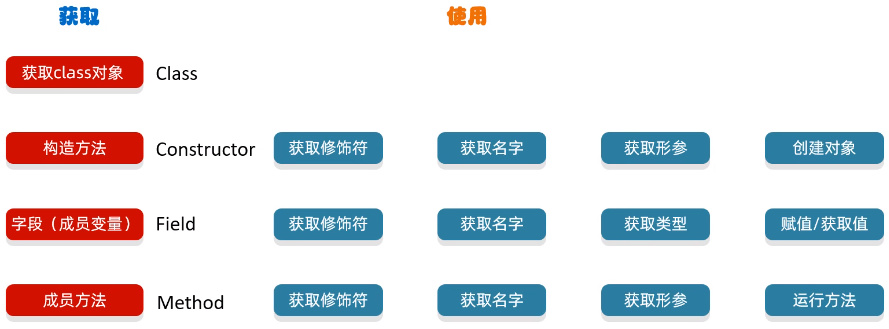 获取 使用
获取class对象 Class
构造方法 Constructor 获取修饰符 获取名字 获取形参 创建对象
字段（成员变量） Field 获取修饰符 获取名字 获取类型 赋值/获取值
成员方法 Method 获取修饰符 获取名字 获取形参 运行方法